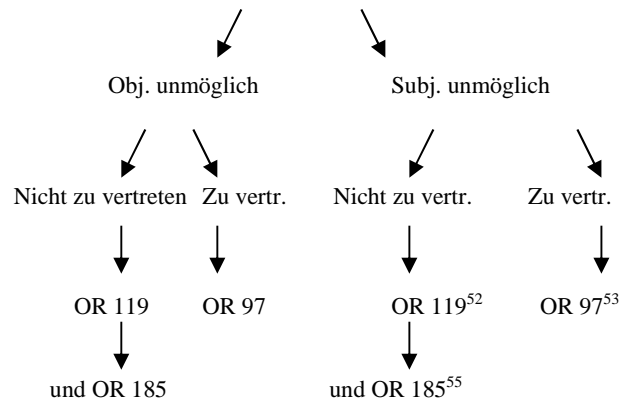 Obj. unmöglich Subj. unmöglich
Nicht zu vertreten Zu vertr. Nicht zu vertr. Zu vertr.
OR 119 OR 97 OR 119⁵² OR 97⁵³
und OR 185 und OR 185⁵⁵